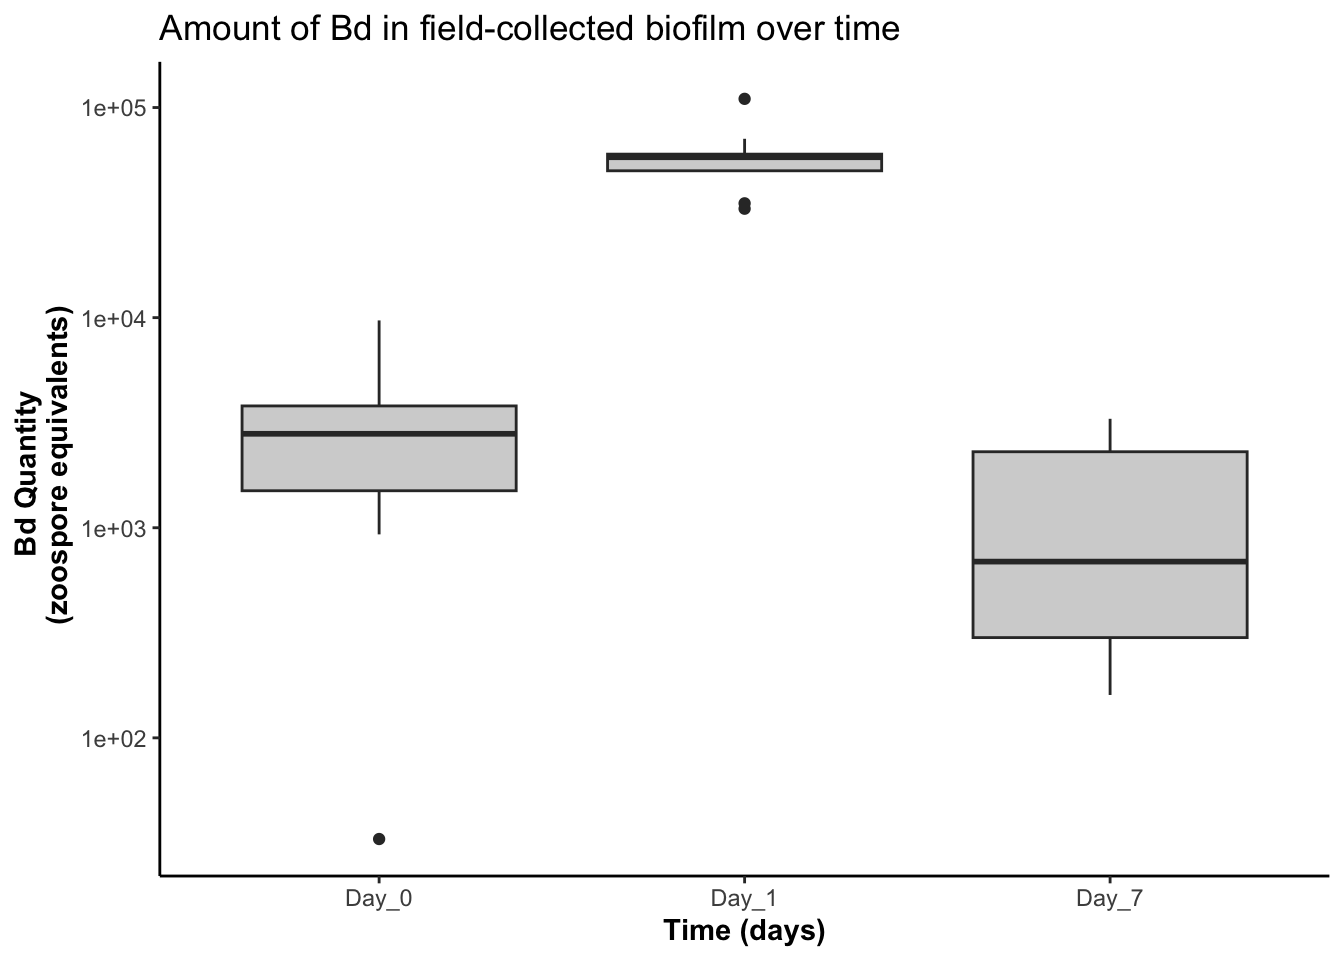 Amount of Bd in field-collected biofilm over time
Bd Quantity
(zoospore equivalents)
1e+05
1e+04
1e+03
1e+02
Day_0
Day_1
Day_7
Time (days)